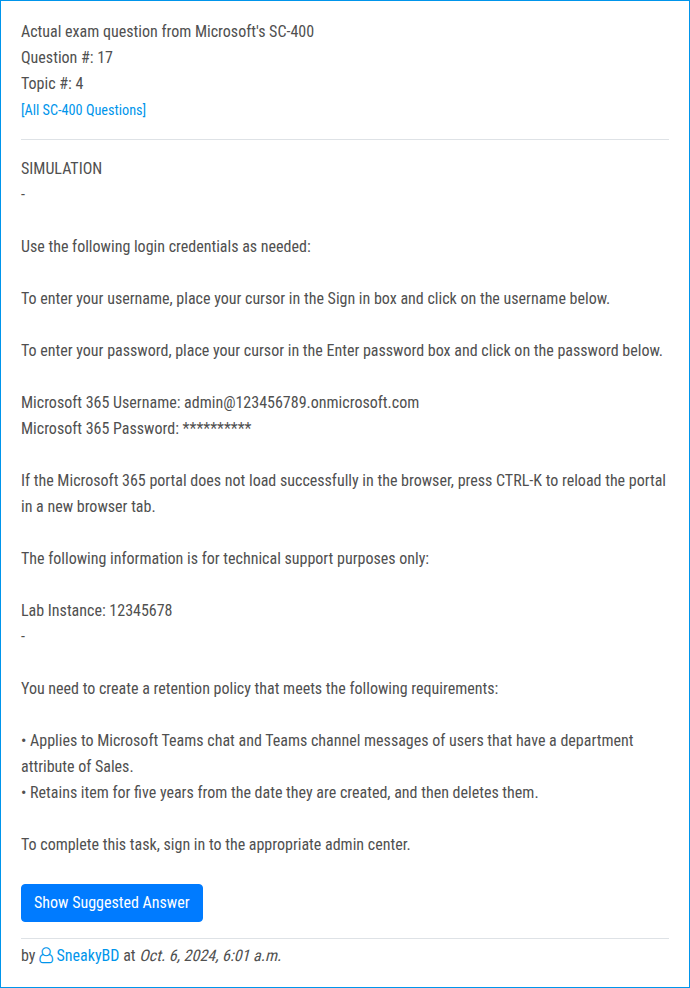 Actual exam question from Microsoft's SC-400
Question #: 17
Topic #: 4
[All SC-400 Questions]
SIMULATION
-
Use the following login credentials as needed:
To enter your username, place your cursor in the Sign in box and click on the username below.
To enter your password, place your cursor in the Enter password box and click on the password below.
Microsoft 365 Username: admin@123456789.onmicrosoft.com
Microsoft 365 Password: **********
If the Microsoft 365 portal does not load successfully in the browser, press CTRL-K to reload the portal
in a new browser tab.
The following information is for technical support purposes only:
Lab Instance: 12345678
-
You need to create a retention policy that meets the following requirements:
• Applies to Microsoft Teams chat and Teams channel messages of users that have a department
attribute of Sales.
• Retains item for five years from the date they are created, and then deletes them.
To complete this task, sign in to the appropriate admin center.
Show Suggested Answer
by SneakyBD at Oct. 6, 2024, 6:01 a.m.